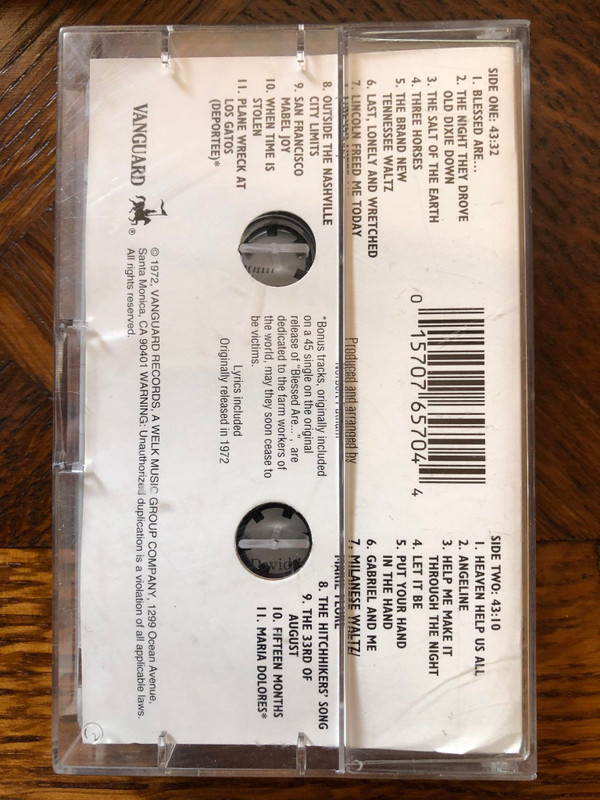 SIDE ONE: 43:32
1. BLESSED ARE...
2. THE NIGHT THEY DROVE
OLD DIXIE DOWN
3. THE SALT OF THE EARTH
4. THREE HORSES
5. THE BRAND NEW
TENNESSEE WALTZ
6. LAST, LONELY AND WRETCHED
7. LINCOLN FREED ME TODAY
8. OUTSIDE THE NASHVILLE
CITY LIMITS
9. SAN FRANCISCO
MABEL JOY
10. WHEN TIME IS
STOLEN
11. PLANE WRECK AT
LOS GATOS
(DEPORTEE)*
0 15707 65704 4
Produced and arranged by
Norbert Putnam
*Bonus tracks, originally included
on a 45 single on the original
release of "Blessed Are...", are
dedicated to the farm workers of
the world, may they soon cease to
be victims.
Lyrics included
Originally released in 1972
SIDE TWO: 43:10
1. HEAVEN HELP US ALL
2. ANGELINE
3. HELP ME MAKE IT
THROUGH THE NIGHT
4. LET IT BE
5. PUT YOUR HAND
IN THE HAND
6. GABRIEL AND ME
7. MILANESE WALTZ/
MARIE FLORE
8. THE HITCHHIKERS' SONG
9. THE 33RD OF
AUGUST
10. FIFTEEN MONTHS
11. MARIA DOLORES*
VANGUARD ®
© 1972, VANGUARD RECORDS, A WELK MUSIC GROUP COMPANY, 1299 Ocean Avenue,
Santa Monica, CA 90401 WARNING: Unauthorized duplication is a violation of all applicable laws.
All rights reserved.